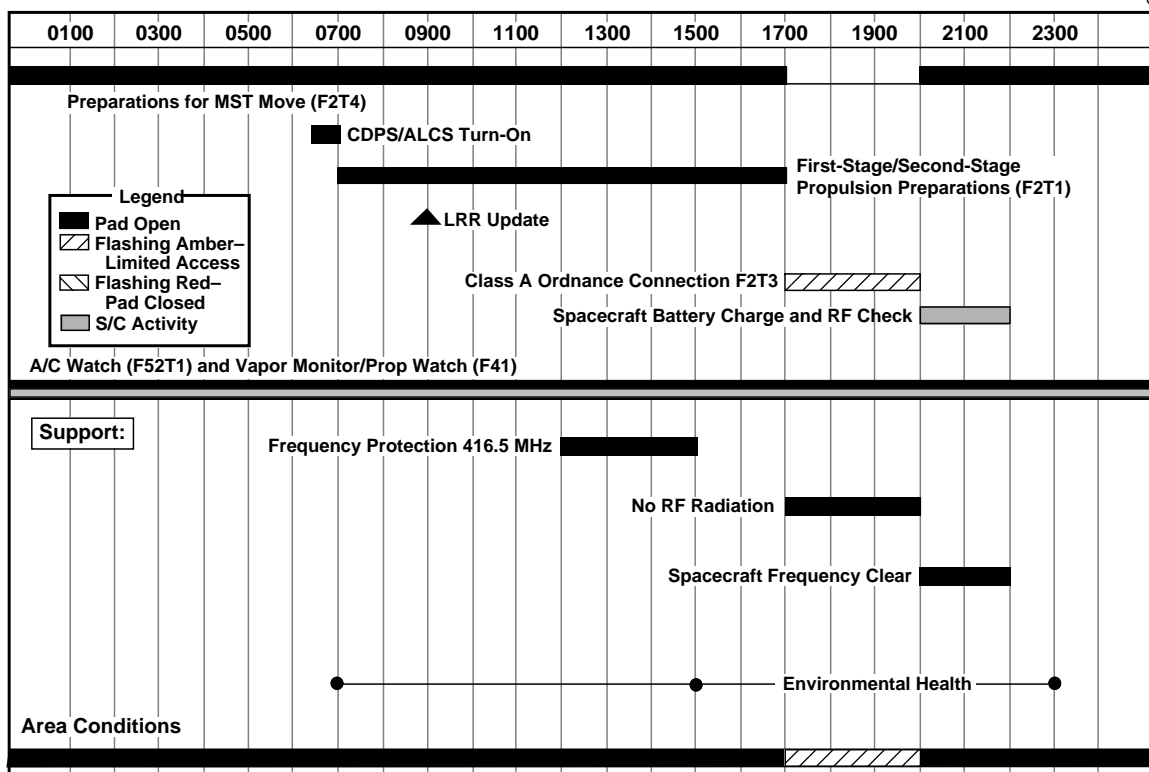 0100 0300 0500 0700 0900 1100 1300 1500 1700 1900 2100 2300
Preparations for MST Move (F2T4)
CDPS/ALCS Turn-On
First-Stage/Second-Stage
Propulsion Preparations (F2T1)
Legend
Pad Open
Flashing Amber–
Limited Access
Flashing Red–
Pad Closed
S/C Activity
LRR Update
Class A Ordnance Connection F2T3
Spacecraft Battery Charge and RF Check
A/C Watch (F52T1) and Vapor Monitor/Prop Watch (F41)
Support:
Frequency Protection 416.5 MHz
No RF Radiation
Spacecraft Frequency Clear
Environmental Health
Area Conditions